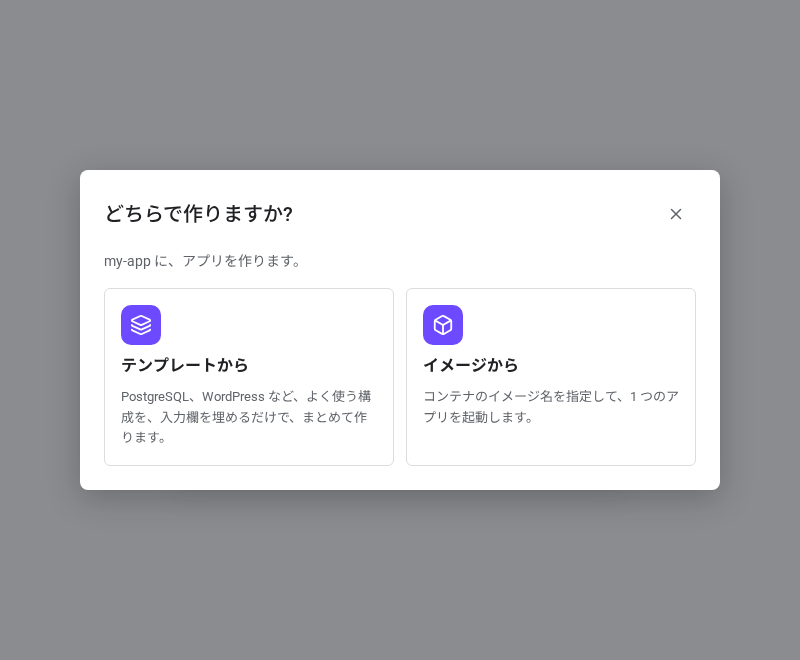 どちらで作りますか?
my-app に、アプリを作ります。
テンプレートから
PostgreSQL、WordPress など、よく使う構
成を、入力欄を埋めるだけで、まとめて作
ります。
イメージから
コンテナのイメージ名を指定して、1 つのア
プリを起動します。